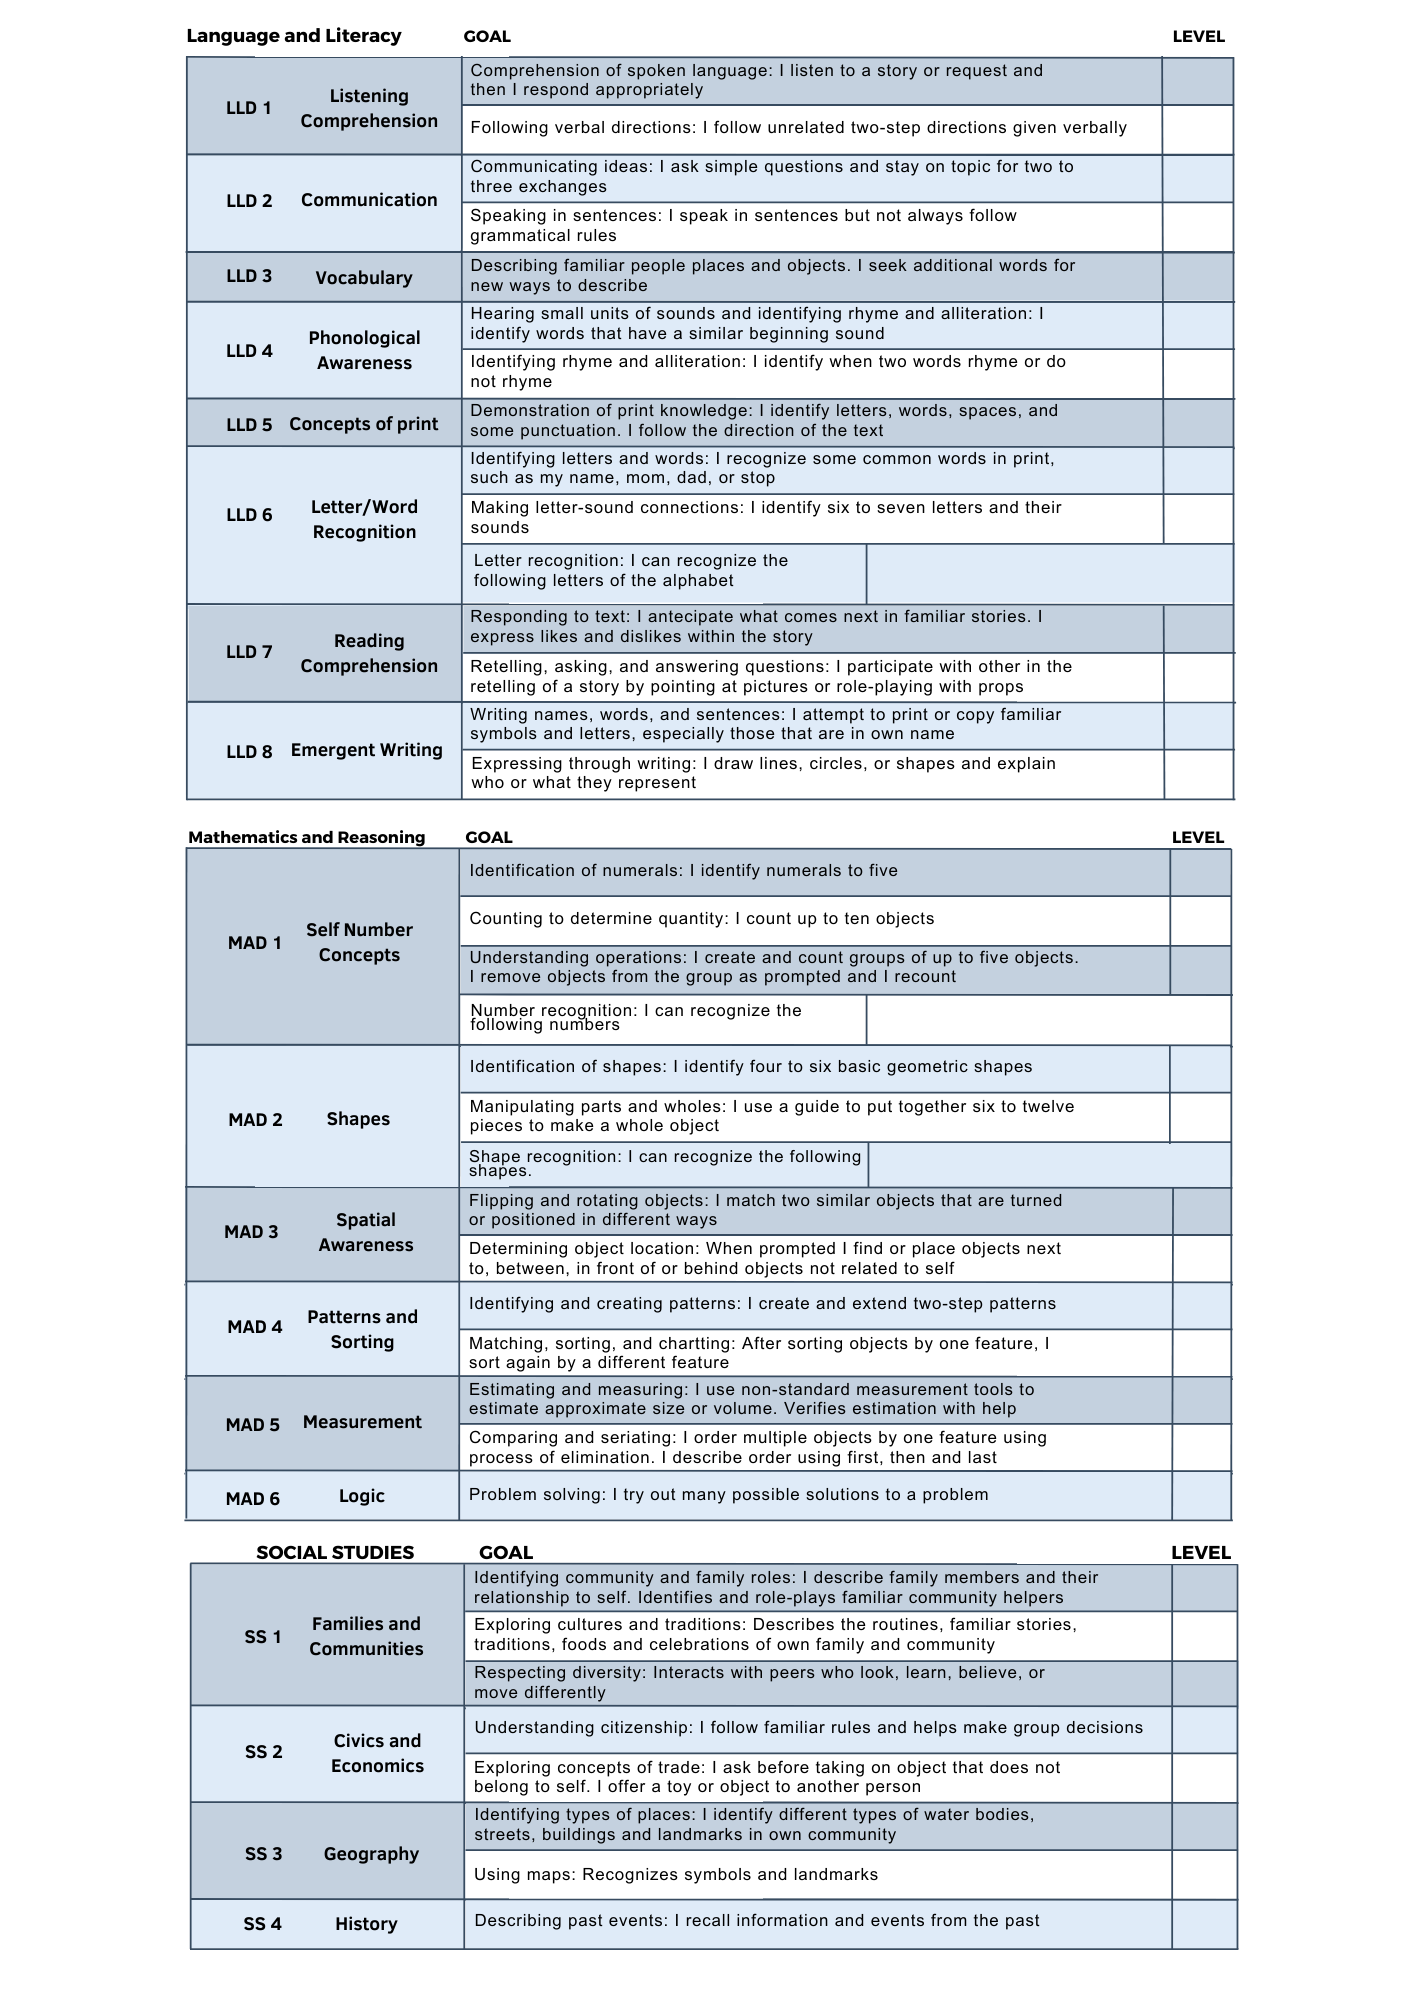 Language and Literacy GOAL LEVEL
LLD 1 Listening Comprehension
Comprehension of spoken language: I listen to a story or request and
then I respond appropriately
Following verbal directions: I follow unrelated two-step directions given verbally
LLD 2 Communication
Communicating ideas: I ask simple questions and stay on topic for two to
three exchanges
Speaking in sentences: I speak in sentences but not always follow
grammatical rules
LLD 3 Vocabulary
Describing familiar people places and objects. I seek additional words for
new ways to describe
LLD 4 Phonological Awareness
Hearing small units of sounds and identifying rhyme and alliteration: I
identify words that have a similar beginning sound
Identifying rhyme and alliteration: I identify when two words rhyme or do
not rhyme
LLD 5 Concepts of print
Demonstration of print knowledge: I identify letters, words, spaces, and
some punctuation. I follow the direction of the text
LLD 6 Letter/Word Recognition
Identifying letters and words: I recognize some common words in print,
such as my name, mom, dad, or stop
Making letter-sound connections: I identify six to seven letters and their
sounds
Letter recognition: I can recognize the
following letters of the alphabet
LLD 7 Reading Comprehension
Responding to text: I antecipate what comes next in familiar stories. I
express likes and dislikes within the story
Retelling, asking, and answering questions: I participate with other in the
retelling of a story by pointing at pictures or role-playing with props
LLD 8 Emergent Writing
Writing names, words, and sentences: I attempt to print or copy familiar
symbols and letters, especially those that are in own name
Expressing through writing: I draw lines, circles, or shapes and explain
who or what they represent
Mathematics and Reasoning GOAL LEVEL
MAD 1 Self Number Concepts
Identification of numerals: I identify numerals to five
Counting to determine quantity: I count up to ten objects
Understanding operations: I create and count groups of up to five objects.
I remove objects from the group as prompted and I recount
Number recognition: I can recognize the
following numbers
MAD 2 Shapes
Identification of shapes: I identify four to six basic geometric shapes
Manipulating parts and wholes: I use a guide to put together six to twelve
pieces to make a whole object
Shape recognition: I can recognize the following
shapes.
MAD 3 Spatial Awareness
Flipping and rotating objects: I match two similar objects that are turned
or positioned in different ways
Determining object location: When prompted I find or place objects next
to, between, in front of or behind objects not related to self
MAD 4 Patterns and Sorting
Identifying and creating patterns: I create and extend two-step patterns
Matching, sorting, and chartting: After sorting objects by one feature, I
sort again by a different feature
MAD 5 Measurement
Estimating and measuring: I use non-standard measurement tools to
estimate approximate size or volume. Verifies estimation with help
Comparing and seriating: I order multiple objects by one feature using
process of elimination. I describe order using first, then and last
MAD 6 Logic
Problem solving: I try out many possible solutions to a problem
SOCIAL STUDIES GOAL LEVEL
SS 1 Families and Communities
Identifying community and family roles: I describe family members and their
relationship to self. Identifies and role-plays familiar community helpers
Exploring cultures and traditions: Describes the routines, familiar stories,
traditions, foods and celebrations of own family and community
Respecting diversity: Interacts with peers who look, learn, believe, or
move differently
SS 2 Civics and Economics
Understanding citizenship: I follow familiar rules and helps make group decisions
Exploring concepts of trade: I ask before taking on object that does not
belong to self. I offer a toy or object to another person
SS 3 Geography
Identifying types of places: I identify different types of water bodies,
streets, buildings and landmarks in own community
Using maps: Recognizes symbols and landmarks
SS 4 History
Describing past events: I recall information and events from the past